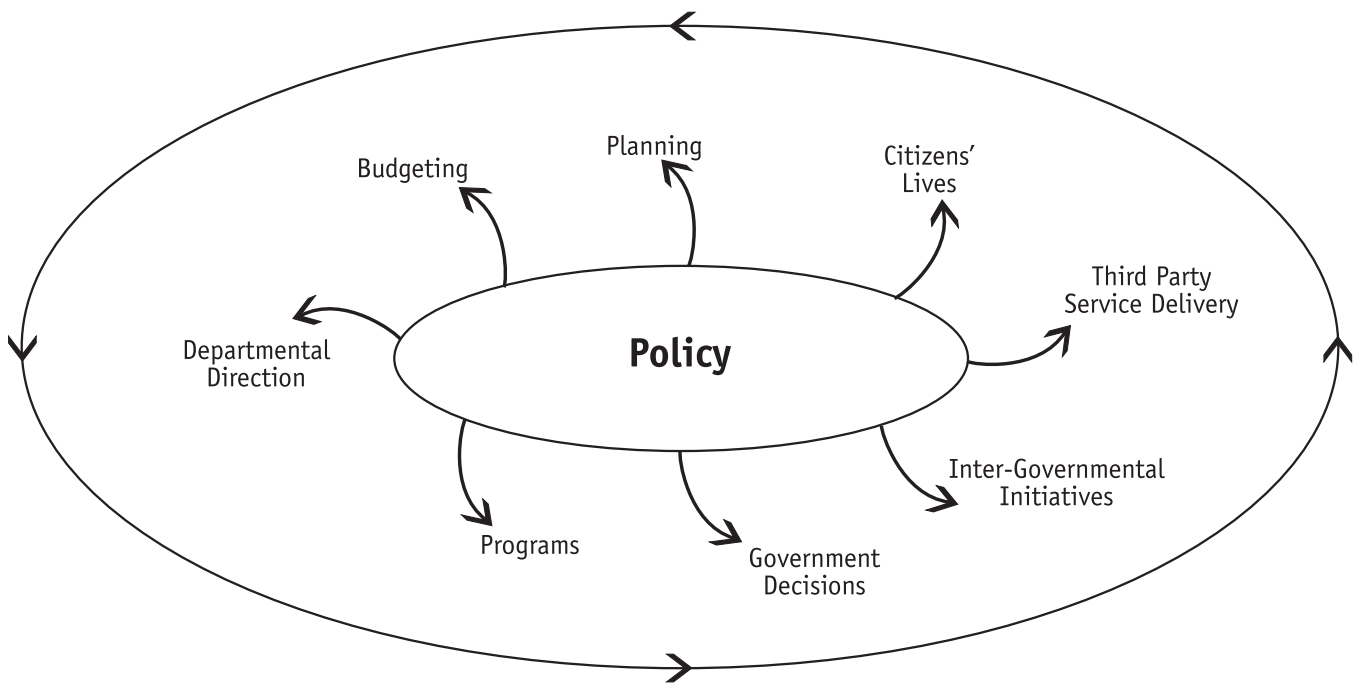 Planning
Budgeting
Citizens’
Lives
Third Party
Service Delivery
Policy
Departmental
Direction
Inter-Governmental
Initiatives
Programs
Government
Decisions